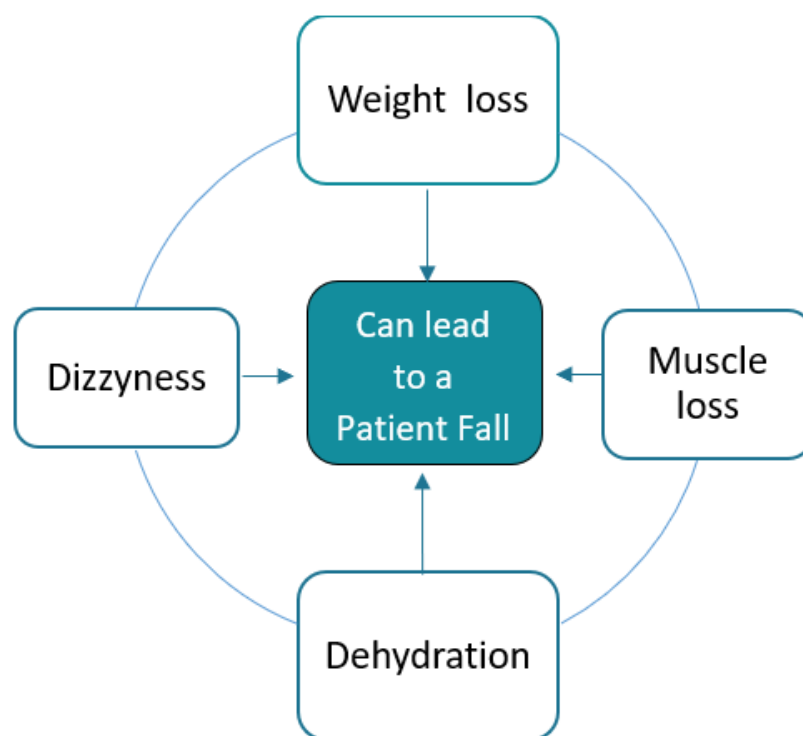 Weight loss
Can lead
to a
Patient Fall
Dizzyness
Muscle
loss
Dehydration